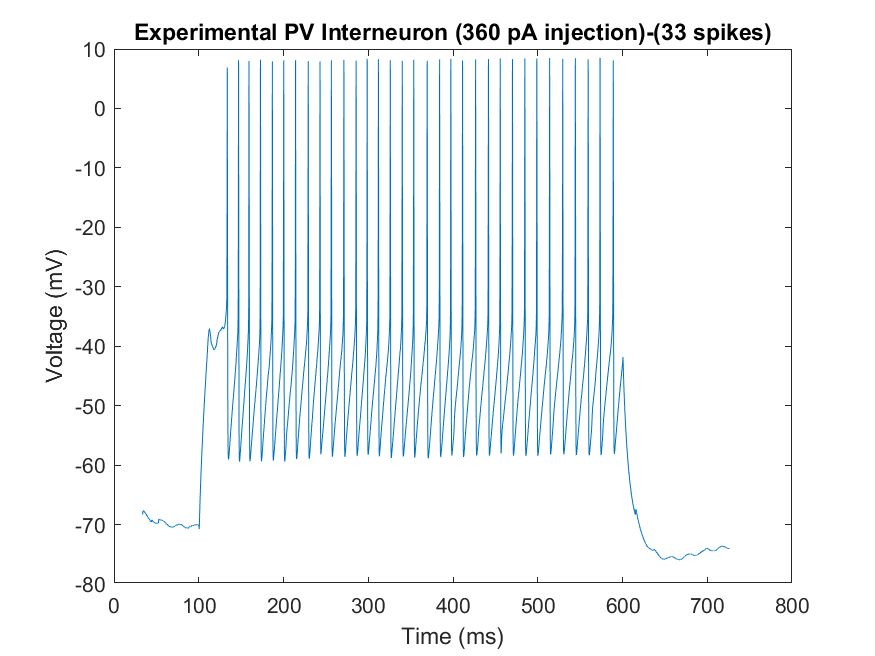 Experimental PV Interneuron (360 pA injection)-(33 spikes)
10
0
-10
-20
-30
-40
-50
-60
-70
-80
Voltage (mV)
0 100 200 300 400 500 600 700 800
Time (ms)